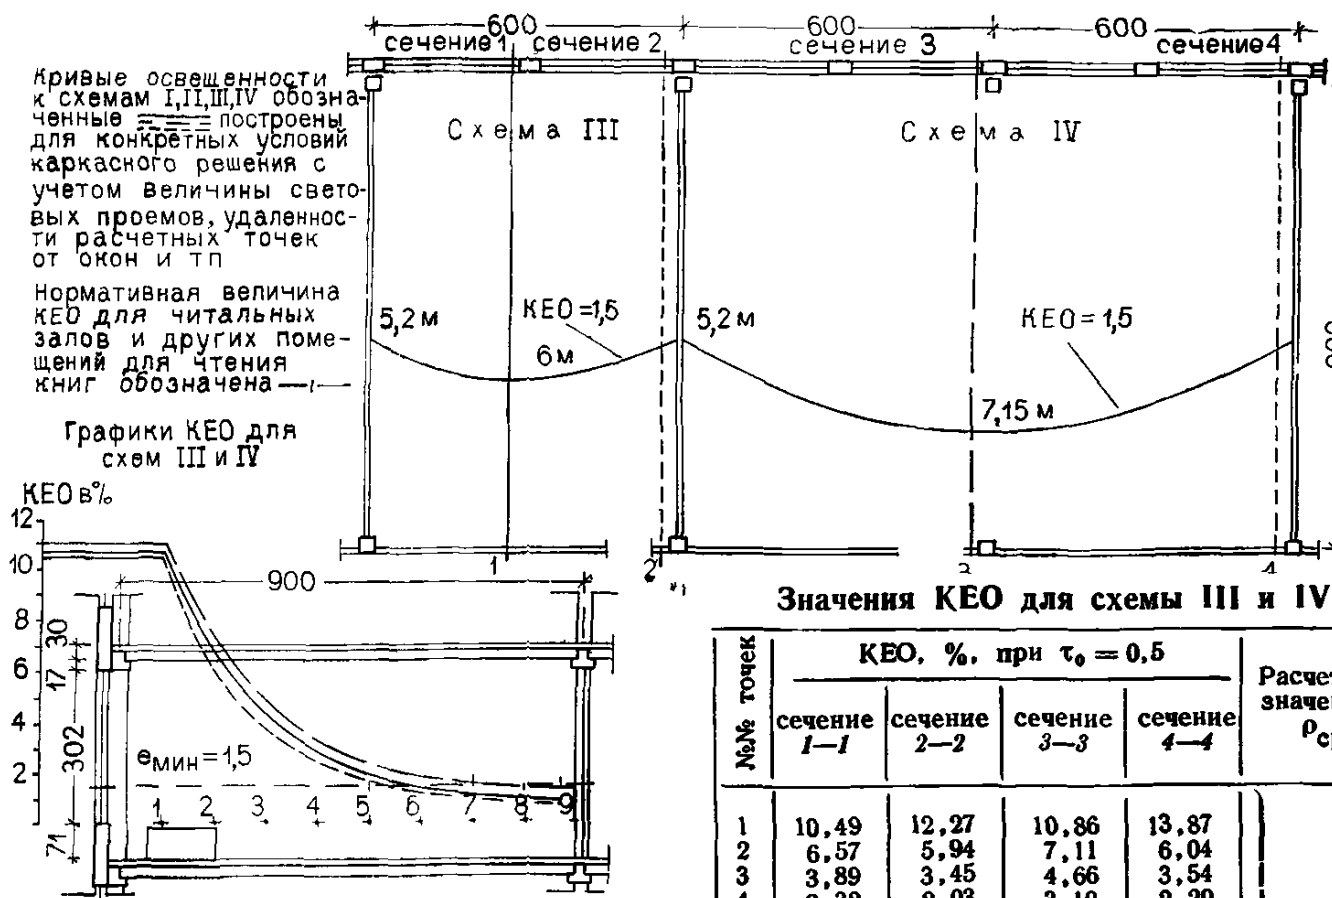 600 600 600
сечение 1 сечение 2 сечение 3 сечение 4
Кривые освещенности
к схемам I,II,III,IV обозна-
ченные построены
для конкретных условий
каркасного решения с
учетом величины свето-
вых проемов, удаленнос-
ти расчетных точек
от окон и тп
Нормативная величина
КЕО для читальных
залов и других поме-
щений для чтения
книг обозначена —1—
Схема III
Схема IV
5,2 м
КЕО=1,5
6м
5,2 м
КЕО=1,5
7,15 м
1 2
Графики КЕО для
схем III и IV
КЕО в%
12
10
8
6
4
2
900
30
17
302
71
eмин=1,5
1 2 3 4 5 6 7 8 9
Значения КЕО для схемы III и IV
№№ точек
КЕО, %, при τ₀ = 0,5
сечение 1—1
сечение 2—2
сечение 3—3
сечение 4—4
1 10,49 12,27 10,86 13,87
2 6,57 5,94 7,11 6,04
3 3,89 3,45 4,66 3,54